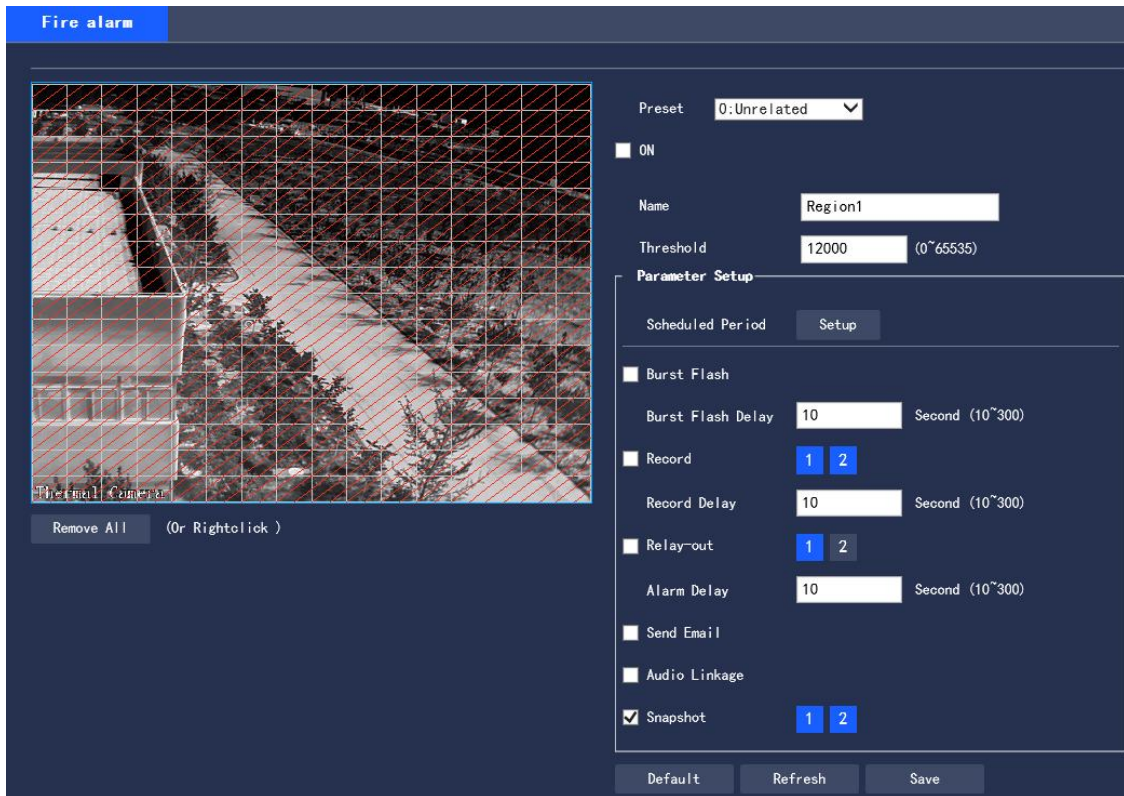 Fire alarm
Preset 0:Unrelated
ON
Name Region1
Threshold 12000 (0~65535)
Parameter Setup
Scheduled Period Setup
Burst Flash
Burst Flash Delay 10 Second (10~300)
Record 1 2
Record Delay 10 Second (10~300)
Relay-out 1 2
Alarm Delay 10 Second (10~300)
Send Email
Audio Linkage
Snapshot 1 2
Default Refresh Save
Thermal Camera
Remove All (Or Rightclick )